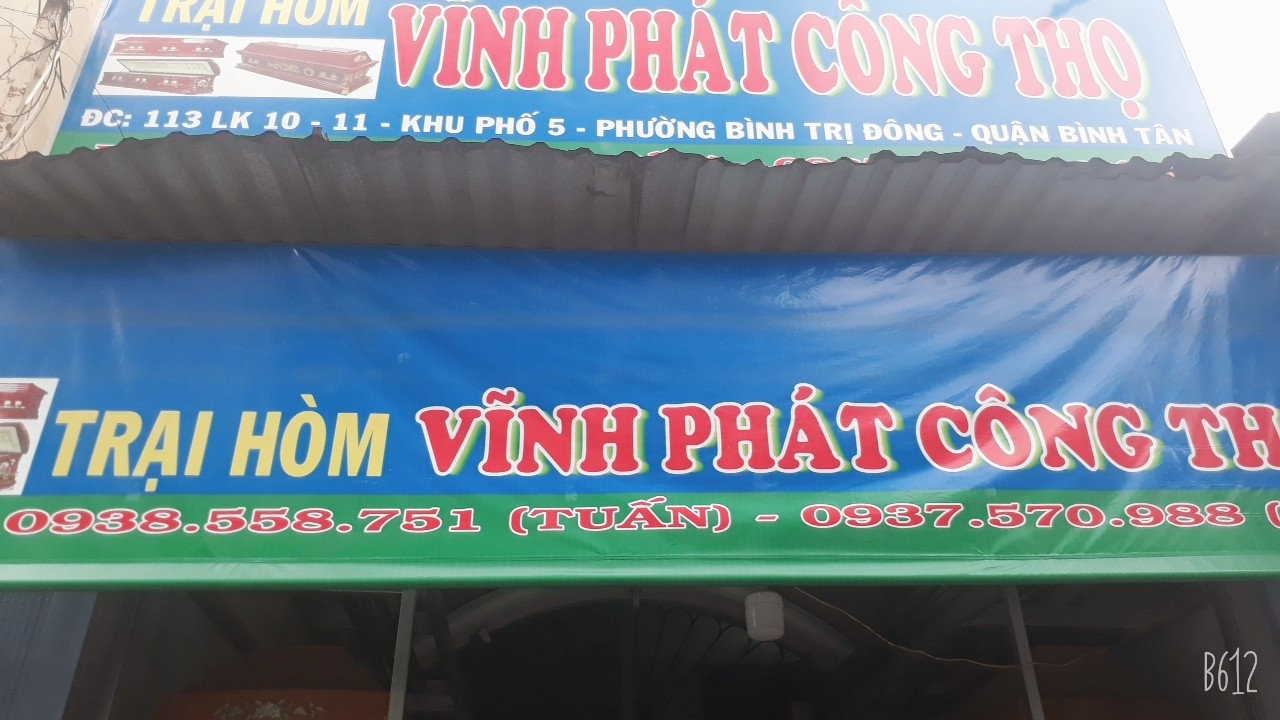 TRẠI HÒM
VĨNH PHÁT CÔNG THỌ
ĐC: 113 LK 10 - 11 - KHU PHỐ 5 - PHƯỜNG BÌNH TRỊ ĐÔNG - QUẬN BÌNH TÂN
TRẠI HÒM VĨNH PHÁT CÔNG TH
0938.558.751 (TUẤN) - 0937.570.988 (
B612